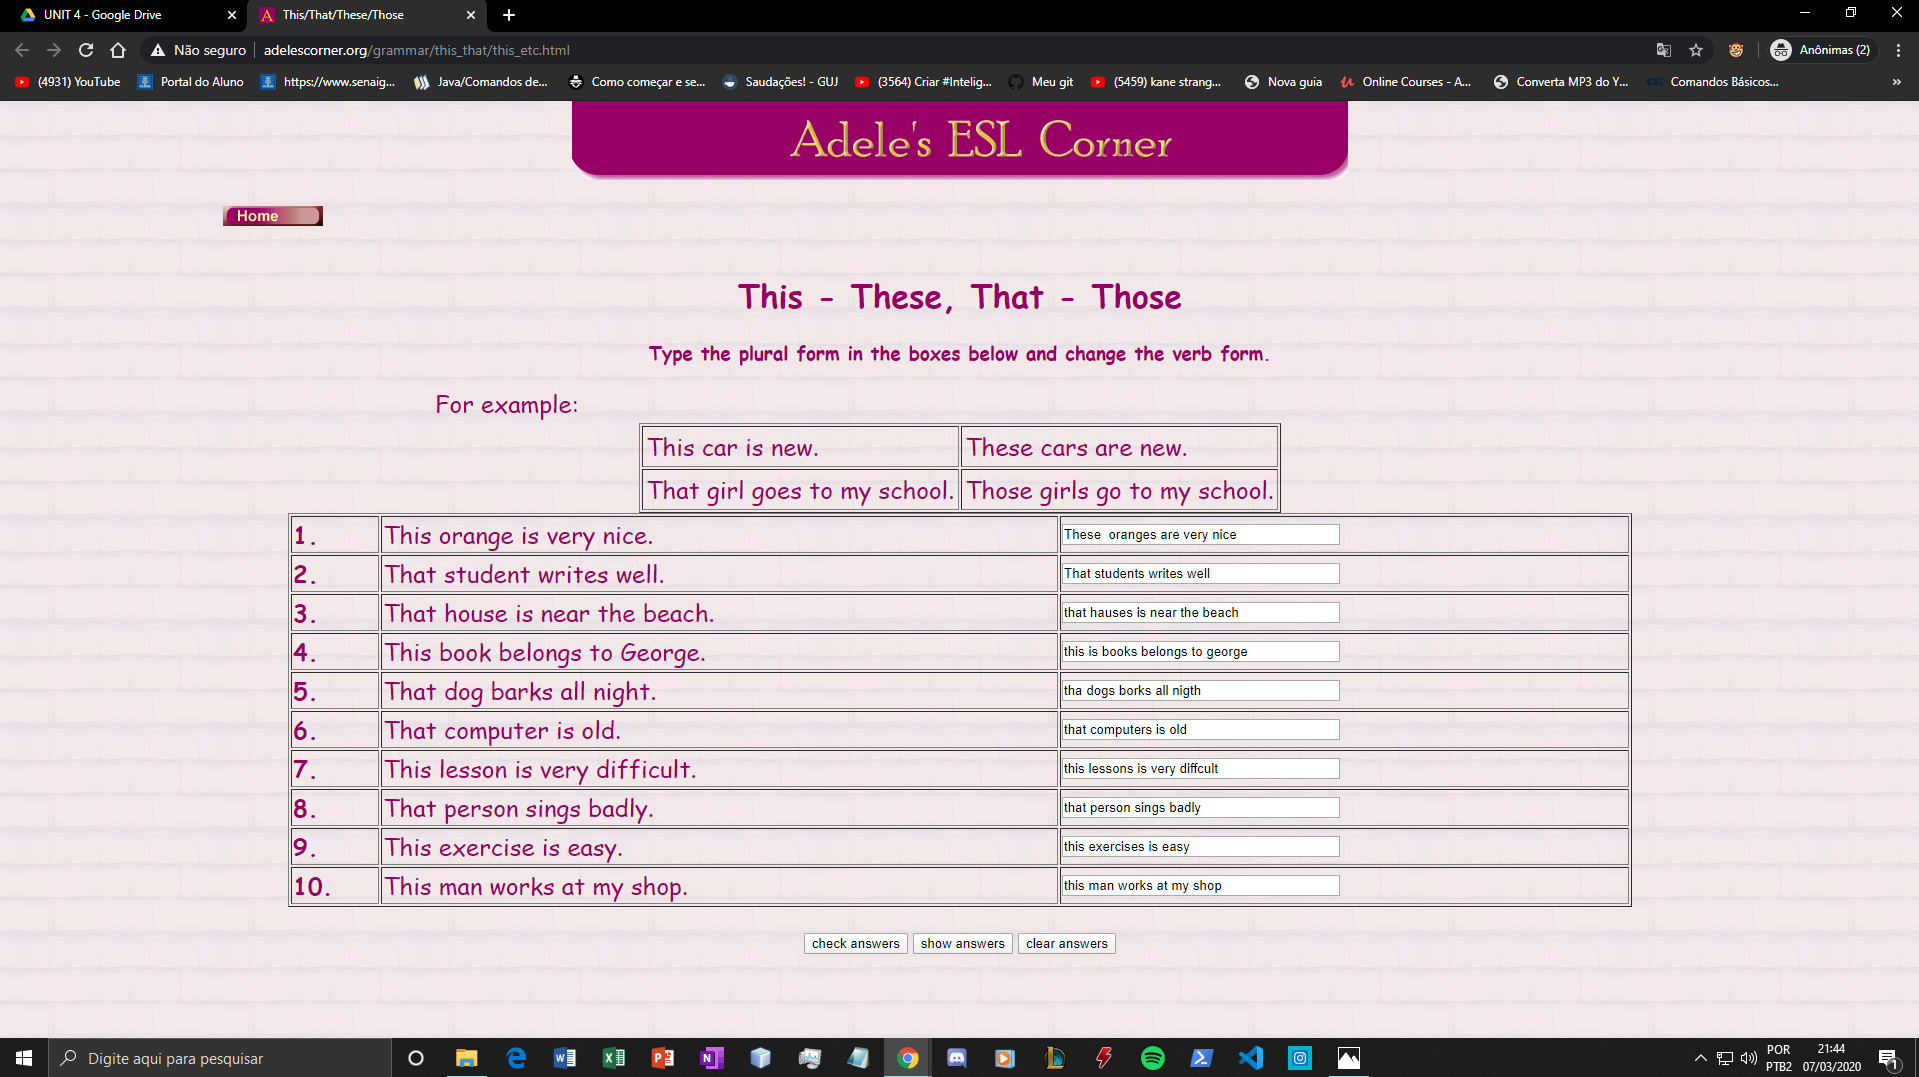 UNIT 4 - Google Drive
This/That/These/Those
Não seguro | adelescorner.org/grammar/this_that/this_etc.html
Anônimas (2)
(4931) YouTube
Portal do Aluno
https://www.senaig...
Java/Comandos de...
Como começar e se...
Saudações! - GUJ
(3564) Criar #Intelig...
Meu git
(5459) kane strang...
Nova guia
Online Courses - A...
Converta MP3 do Y...
Comandos Básicos...
»
Adele's ESL Corner
Home
This - These, That - Those
Type the plural form in the boxes below and change the verb form.
For example:
This car is new. These cars are new.
That girl goes to my school. Those girls go to my school.
1. This orange is very nice. These  oranges are very nice
2. That student writes well. That students writes well
3. That house is near the beach. that hauses is near the beach
4. This book belongs to George. this is books belongs to george
5. That dog barks all night. tha dogs borks all nigth
6. That computer is old. that computers is old
7. This lesson is very difficult. this lessons is very diffcult
8. That person sings badly. that person sings badly
9. This exercise is easy. this exercises is easy
10. This man works at my shop. this man works at my shop
check answers show answers clear answers
Digite aqui para pesquisar
POR
PTB2
21:44
07/03/2020
1